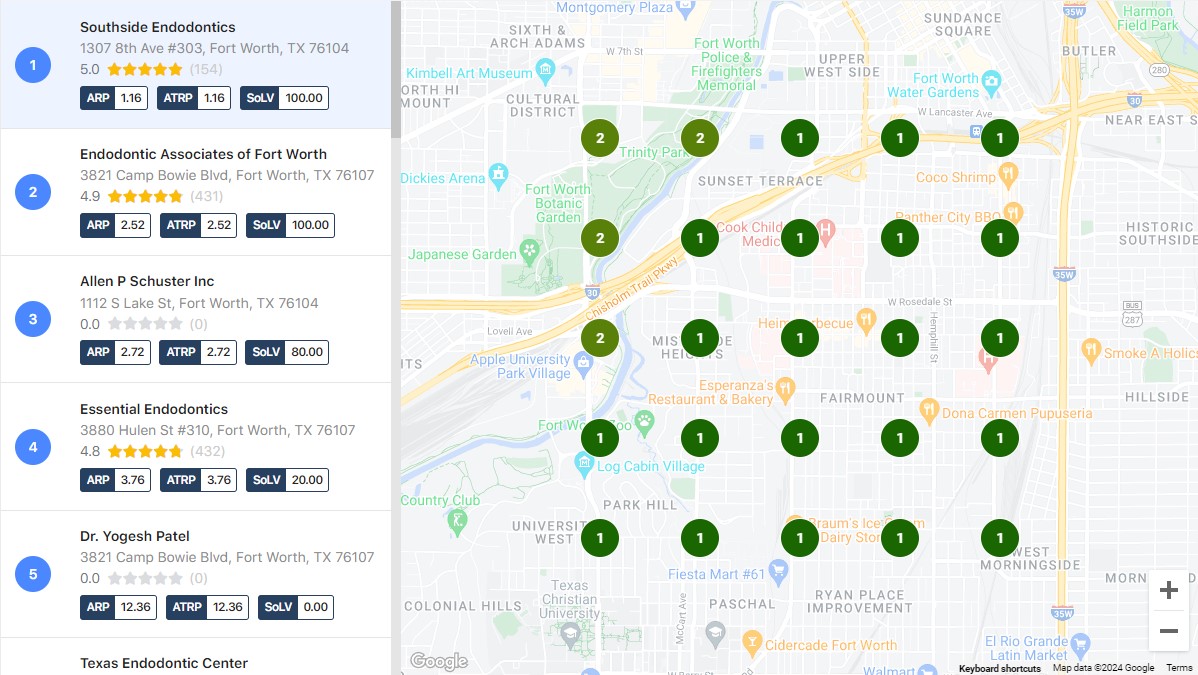 1
Southside Endodontics
1307 8th Ave #303, Fort Worth, TX 76104
5.0 ★★★★★ (154)
ARP 1.16 ATRP 1.16 SoLV 100.00
2
Endodontic Associates of Fort Worth
3821 Camp Bowie Blvd, Fort Worth, TX 76107
4.9 ★★★★★ (431)
ARP 2.52 ATRP 2.52 SoLV 100.00
3
Allen P Schuster Inc
1112 S Lake St, Fort Worth, TX 76104
0.0 ★★★★★ (0)
ARP 2.72 ATRP 2.72 SoLV 80.00
4
Essential Endodontics
3880 Hulen St #310, Fort Worth, TX 76107
4.8 ★★★★★ (432)
ARP 3.76 ATRP 3.76 SoLV 20.00
5
Dr. Yogesh Patel
3821 Camp Bowie Blvd, Fort Worth, TX 76107
0.0 ★★★★★ (0)
ARP 12.36 ATRP 12.36 SoLV 0.00
Texas Endodontic Center
Montgomery Plaza
SIXTH &
ARCH ADAMS
W 7th St
SUNDANCE
SQUARE
35W
Harmon
Field Park
BUTLER
280
Kimbell Art Museum
Fort Worth
Police &
Firefighters
Memorial
UPPER
WEST SIDE
Fort Worth
Water Gardens
ORTH HI
MOUNT
CULTURAL
DISTRICT
30
W Lancaster Ave
NEAR EAST S
2 2 1 1 1
Trinity Park
Dickies Arena
SUNSET TERRACE
Coco Shrimp
Fort Worth
Botanic
Garden
Panther City BBQ
Cook Child
Medic
H
HISTORIC
SOUTHSIDE
2 1 1 1 1
Japanese Garden
Chisholm Trail Pkwy
30
35W
W Rosedale St
BUS
287
Lovell Ave
Heim Barbecue
Hemphill St
2 1 1 1 1
MIS
E
HEIGHTS
H
ITS
Apple University
Park Village
Smoke A Holics
Esperanza's
Restaurant & Bakery
FAIRMOUNT
HILLSIDE
Dona Carmen Pupuseria
Fort Wo Zoo
1 1 1 1 1
Log Cabin Village
Country Club
PARK HILL
UNIVERSIT
WEST
Braum's Ice Cream
Dairy Stor
1 1 1 1 1
WEST
MORNINGSIDE
Fiesta Mart #61
MORN
Texas
Christian
University
COLONIAL HILLS
McCart Ave
PASCHAL
RYAN PLACE
IMPROVEMENT
35W
+
−
Cidercade Fort Worth
El Rio Grande
Latin Market
Google
W Barry St
Walmart
Keyboard shortcuts Map data ©2024 Google Terms